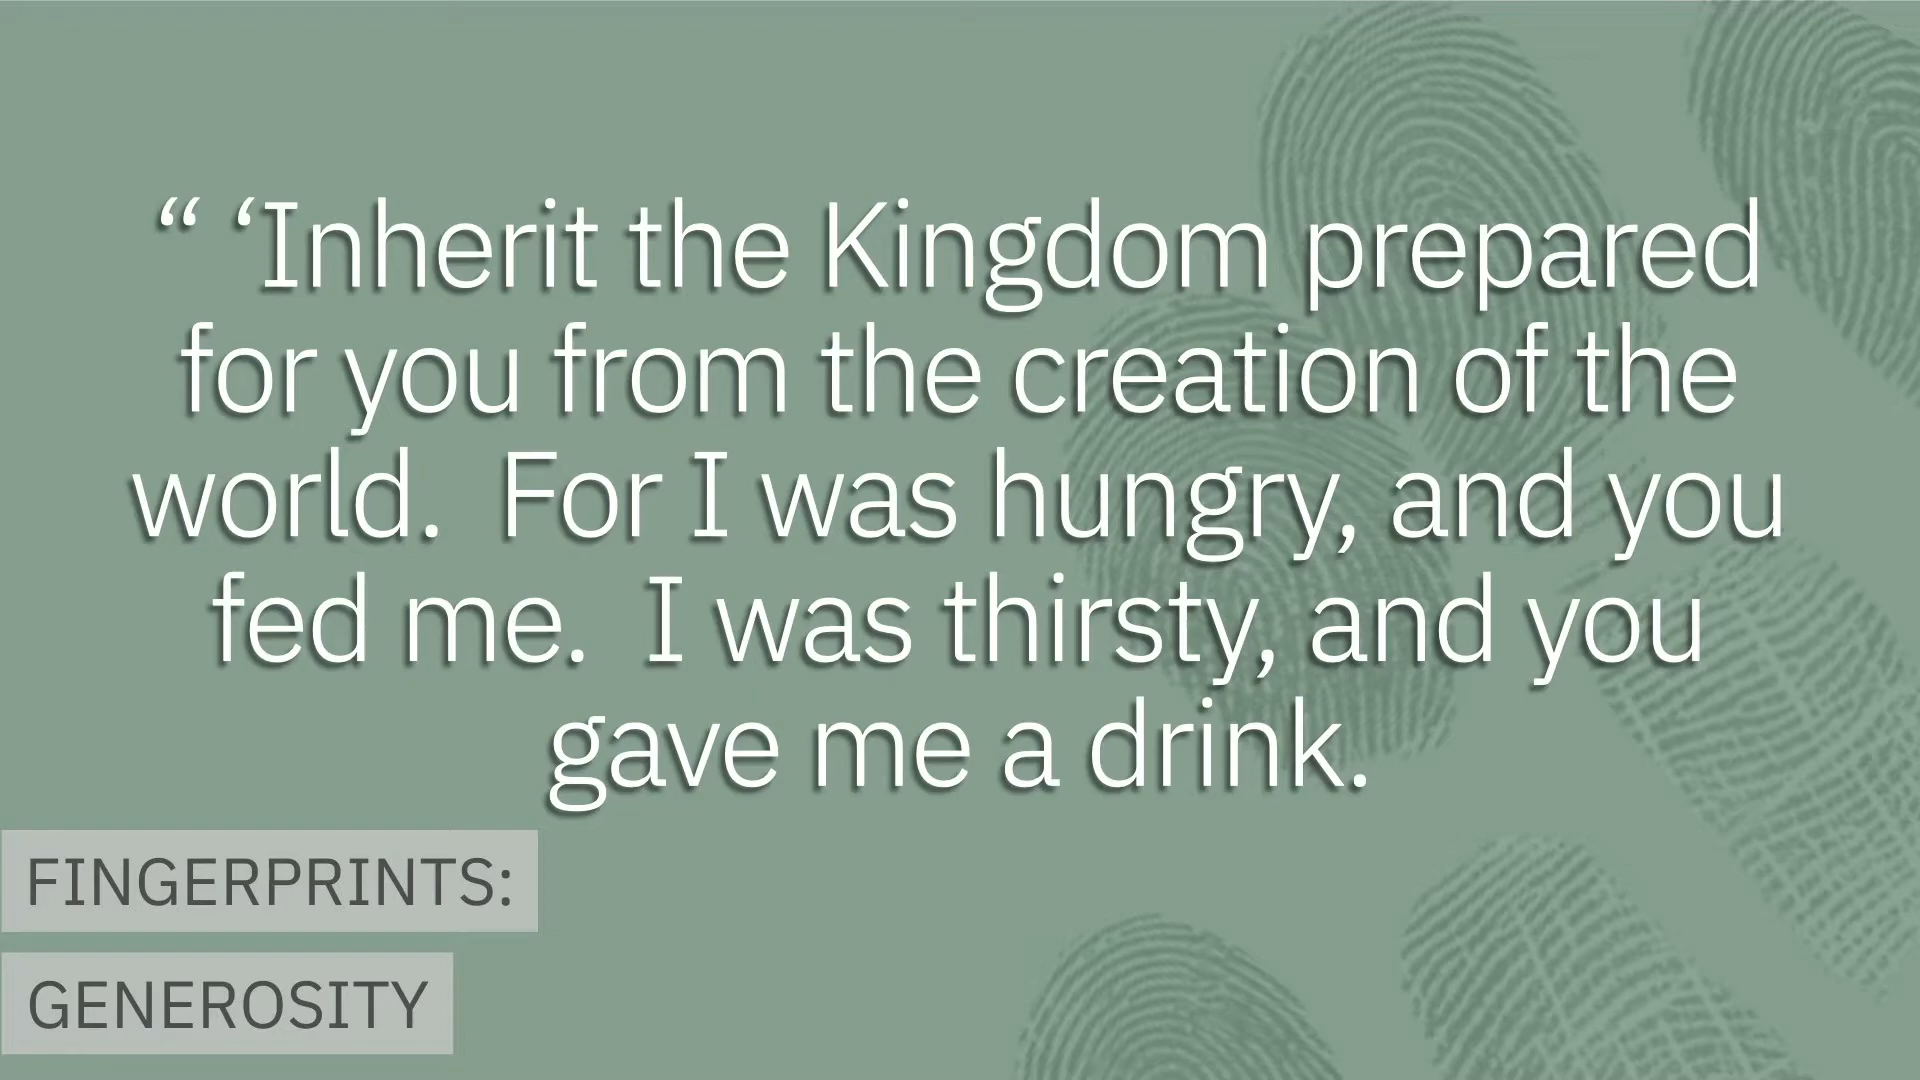 “ ‘Inherit the Kingdom prepared
for you from the creation of the
world.  For I was hungry, and you
fed me.  I was thirsty, and you
gave me a drink.
FINGERPRINTS:
GENEROSITY